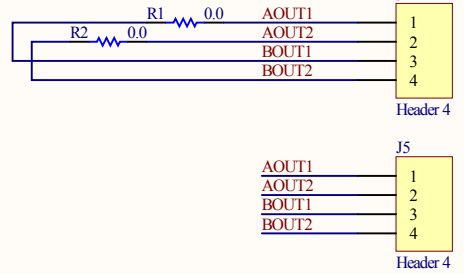 R1 0.0 AOUT1 1
R2 0.0 AOUT2 2
BOUT1 3
BOUT2 4
Header 4
J5
AOUT1 1
AOUT2 2
BOUT1 3
BOUT2 4
Header 4